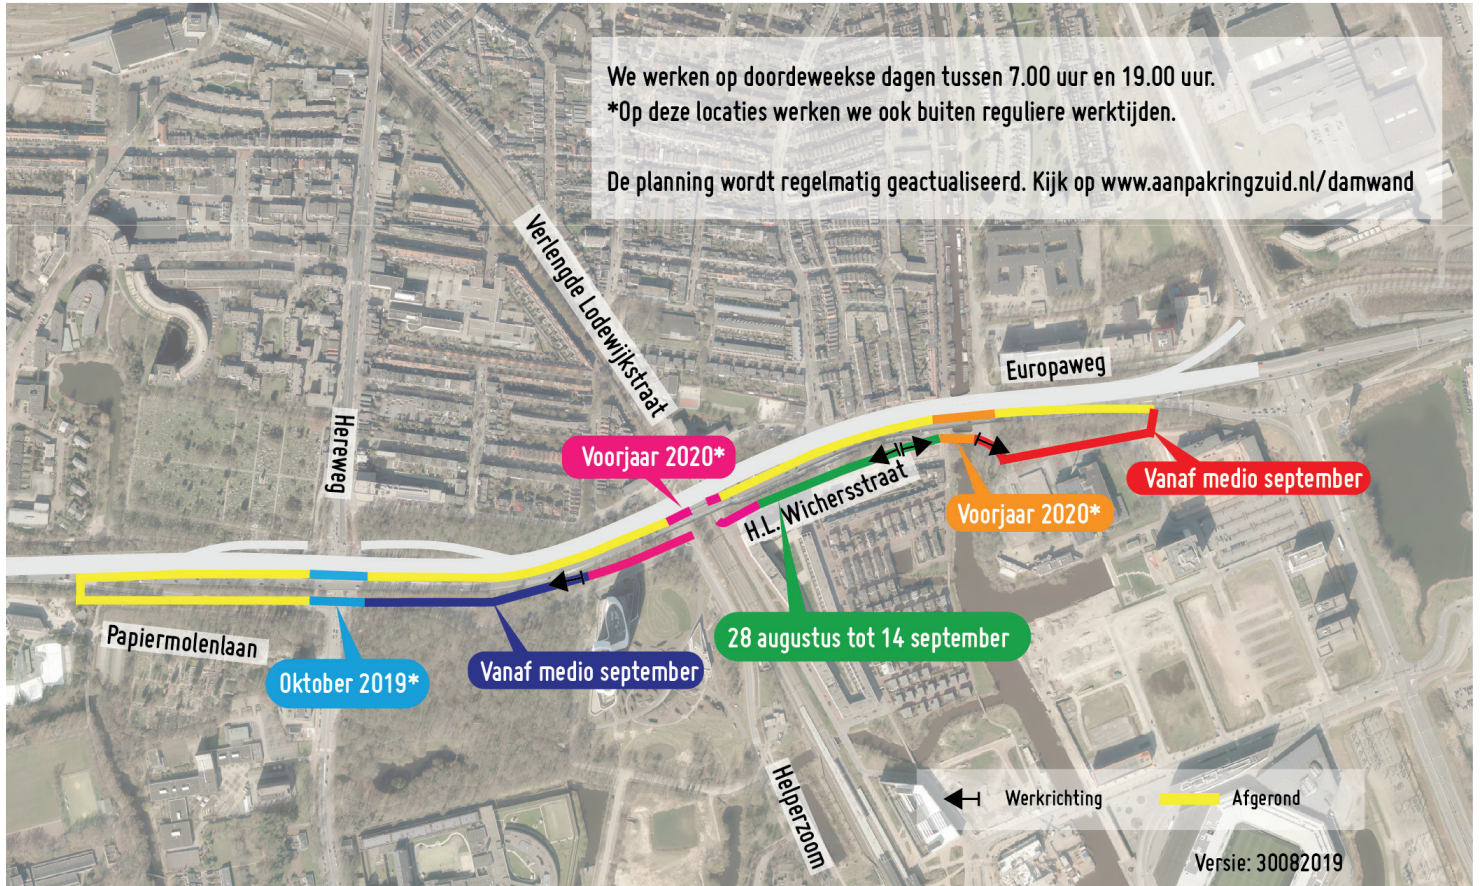 We werken op doordeweekse dagen tussen 7.00 uur en 19.00 uur.
*Op deze locaties werken we ook buiten reguliere werktijden.
De planning wordt regelmatig geactualiseerd. Kijk op www.aanpakringzuid.nl/damwand
Verlengde Lodewijkstraat
Europaweg
Hereweg
Voorjaar 2020*
Vanaf medio september
H.L. Wichersstraat
Voorjaar 2020*
28 augustus tot 14 september
Papiermolenlaan
Vanaf medio september
Oktober 2019*
Helperzoom
Werkrichting
Afgerond
Versie: 30082019